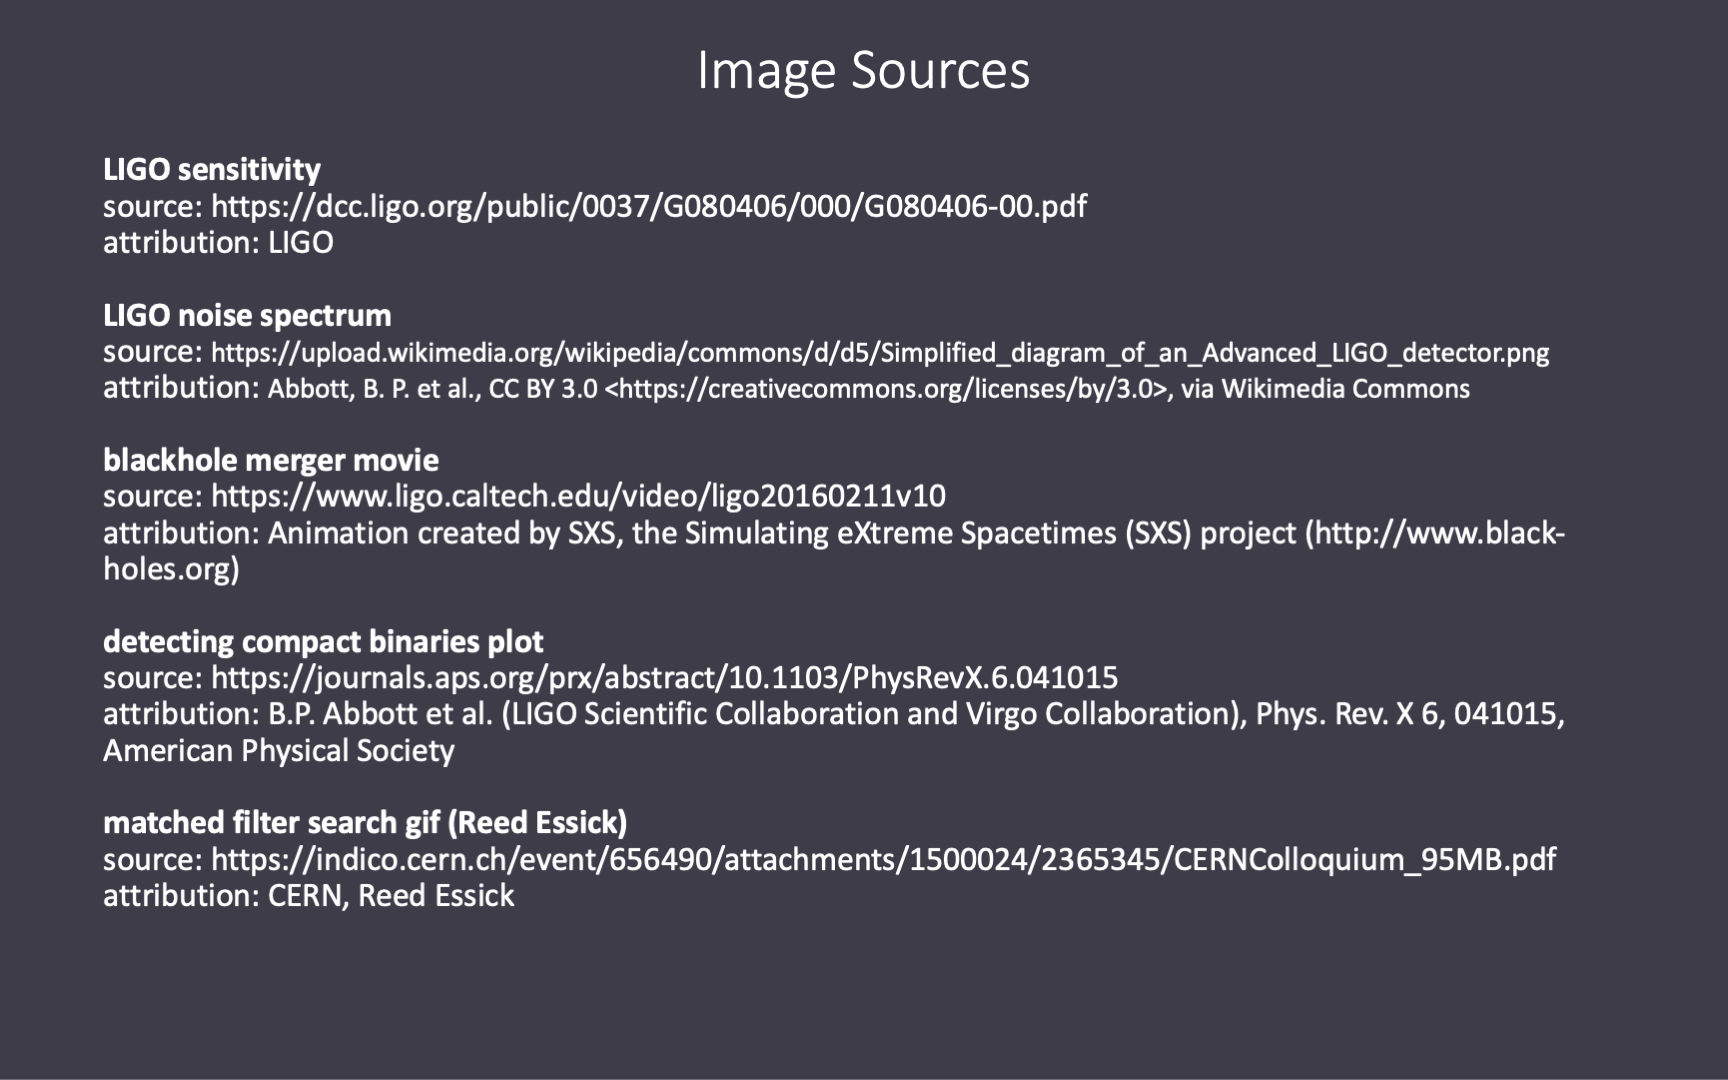 Image Sources
LIGO sensitivity
source: https://dcc.ligo.org/public/0037/G080406/000/G080406-00.pdf
attribution: LIGO
LIGO noise spectrum
source: https://upload.wikimedia.org/wikipedia/commons/d/d5/Simplified_diagram_of_an_Advanced_LIGO_detector.png
attribution: Abbott, B. P. et al., CC BY 3.0 <https://creativecommons.org/licenses/by/3.0>, via Wikimedia Commons
blackhole merger movie
source: https://www.ligo.caltech.edu/video/ligo20160211v10
attribution: Animation created by SXS, the Simulating eXtreme Spacetimes (SXS) project (http://www.black-
holes.org)
detecting compact binaries plot
source: https://journals.aps.org/prx/abstract/10.1103/PhysRevX.6.041015
attribution: B.P. Abbott et al. (LIGO Scientific Collaboration and Virgo Collaboration), Phys. Rev. X 6, 041015,
American Physical Society
matched filter search gif (Reed Essick)
source: https://indico.cern.ch/event/656490/attachments/1500024/2365345/CERNColloquium_95MB.pdf
attribution: CERN, Reed Essick